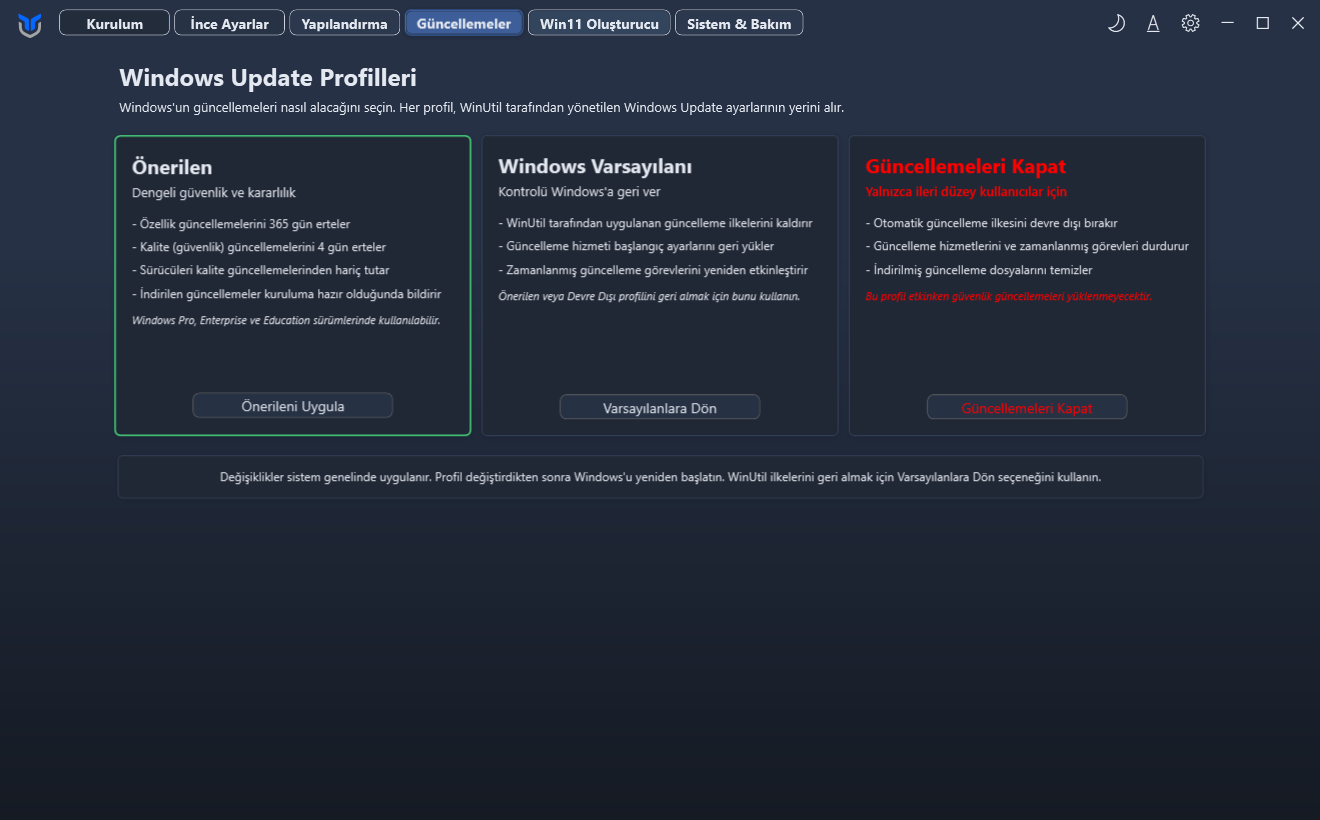 Kurulum İnce Ayarlar Yapılandırma Güncellemeler Win11 Oluşturucu Sistem & Bakım
Windows Update Profilleri
Windows'un güncellemeleri nasıl alacağını seçin. Her profil, WinUtil tarafından yönetilen Windows Update ayarlarının yerini alır.
Önerilen
Dengeli güvenlik ve kararlılık
- Özellik güncellemelerini 365 gün erteler
- Kalite (güvenlik) güncellemelerini 4 gün erteler
- Sürücüleri kalite güncellemelerinden hariç tutar
- İndirilen güncellemeler kuruluma hazır olduğunda bildirir
Windows Pro, Enterprise ve Education sürümlerinde kullanılabilir.
Önerileni Uygula
Windows Varsayılanı
Kontrolü Windows'a geri ver
- WinUtil tarafından uygulanan güncelleme ilkelerini kaldırır
- Güncelleme hizmeti başlangıç ayarlarını geri yükler
- Zamanlanmış güncelleme görevlerini yeniden etkinleştirir
Önerilen veya Devre Dışı profilini geri almak için bunu kullanın.
Varsayılanlara Dön
Güncellemeleri Kapat
Yalnızca ileri düzey kullanıcılar için
- Otomatik güncelleme ilkesini devre dışı bırakır
- Güncelleme hizmetlerini ve zamanlanmış görevleri durdurur
- İndirilmiş güncelleme dosyalarını temizler
Bu profil etkinken güvenlik güncellemeleri yüklenmeyecektir.
Güncellemeleri Kapat
Değişiklikler sistem genelinde uygulanır. Profil değiştirdikten sonra Windows'u yeniden başlatın. WinUtil ilkelerini geri almak için Varsayılanlara Dön seçeneğini kullanın.